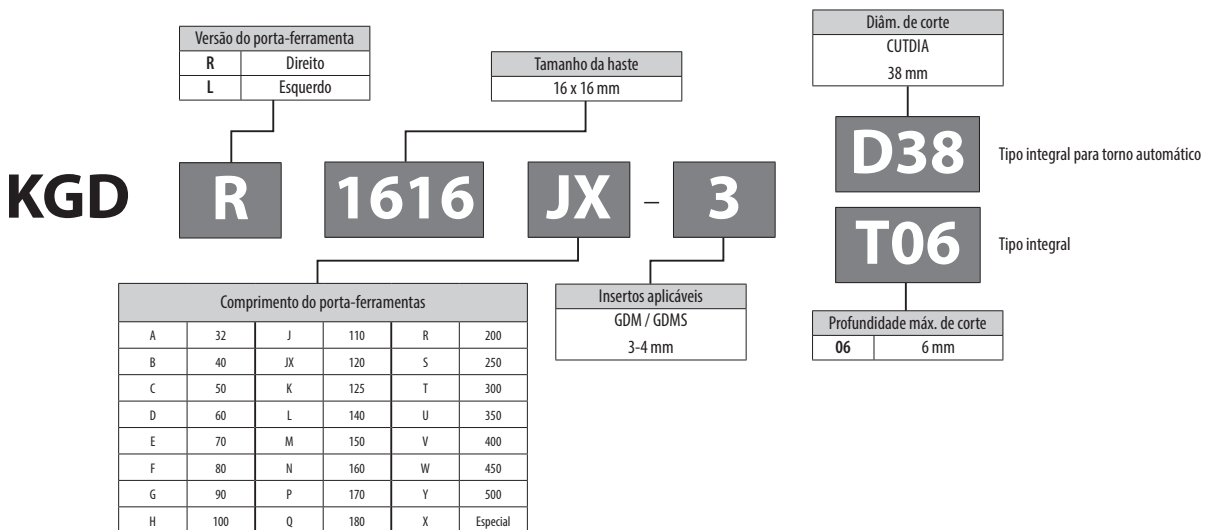 Versão do porta-ferramenta
R Direito
L Esquerdo
Tamanho da haste
16 x 16 mm
Diâm. de corte
CUTDIA
38 mm
KGD R 1616 JX – 3
D38 Tipo integral para torno automático
T06 Tipo integral
Comprimento do porta-ferramentas
A 32 J 110 R 200
B 40 JX 120 S 250
C 50 K 125 T 300
D 60 L 140 U 350
E 70 M 150 V 400
F 80 N 160 W 450
G 90 P 170 Y 500
H 100 Q 180 X Especial
Insertos aplicáveis
GDM / GDMS
3-4 mm
Profundidade máx. de corte
06 6 mm